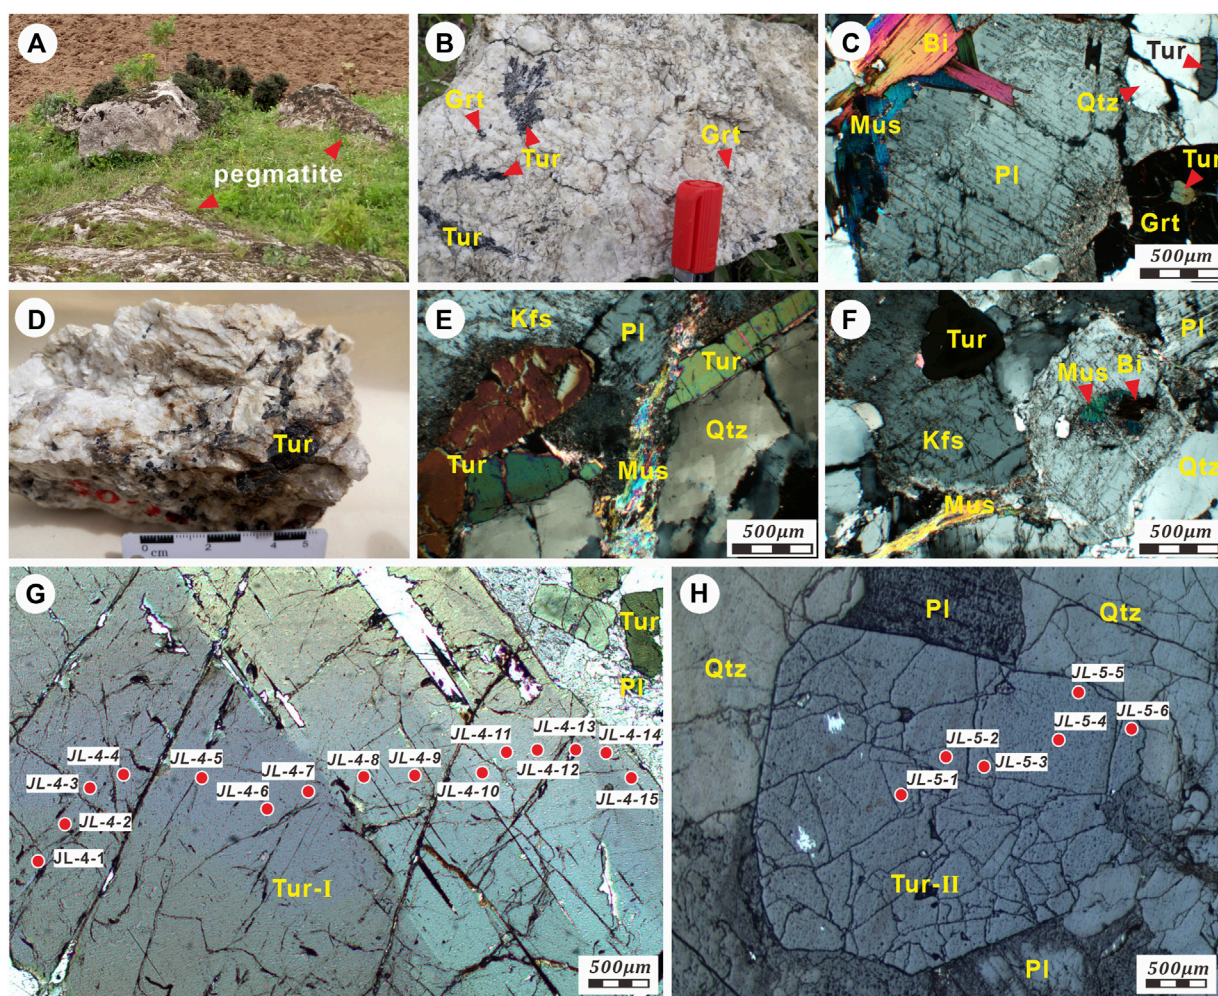 A
pegmatite
B
Grt
Grt
Tur
Tur
C
Bi
Tur
Qtz
Mus
Tur
Pl
Grt
500μm
D
Tur
0 2 4 5
cm
E
Kfs
Pl
Tur
Qtz
Tur
Mus
500μm
F
Tur
Pl
Bi
Mus
Kfs
Qtz
Mus
500μm
G
Tur
Pl
JL-4-11
JL-4-13
JL-4-14
JL-4-4
JL-4-5
JL-4-7
JL-4-8
JL-4-9
JL-4-12
JL-4-3
JL-4-6
JL-4-10
JL-4-15
JL-4-2
JL-4-1
Tur-I
500μm
H
Pl
Qtz
Qtz
JL-5-5
JL-5-6
JL-5-4
JL-5-2
JL-5-3
JL-5-1
Tur-II
Pl
500μm